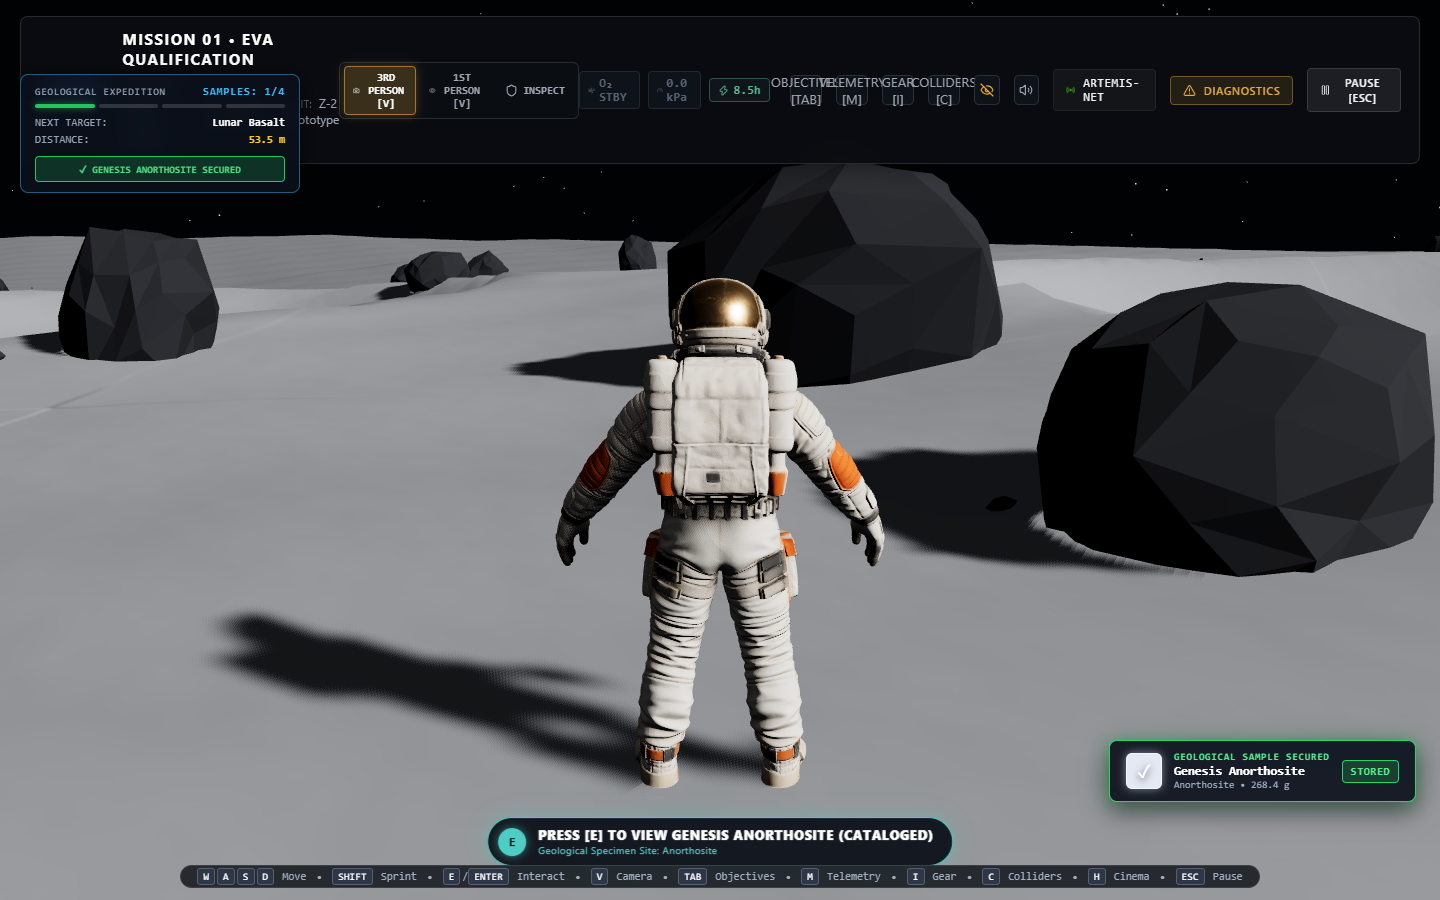 MISSION 01 • EVA
QUALIFICATION
GEOLOGICAL EXPEDITION SAMPLES: 1/4
NEXT TARGET: Lunar Basalt
DISTANCE: 53.5 m
✓ GENESIS ANORTHOSITE SECURED
Z-2
ototype
3RD
PERSON
[V]
1ST
PERSON
[V]
INSPECT
O₂
STBY
0.0
kPa
8.5h
OBJECTIVE
[TAB]
TELEMETRY
[M]
GEAR
[I]
COLLIDERS
[C]
ARTEMIS-
NET
DIAGNOSTICS
PAUSE
[ESC]
GEOLOGICAL SAMPLE SECURED
Genesis Anorthosite
Anorthosite • 268.4 g
STORED
E
PRESS [E] TO VIEW GENESIS ANORTHOSITE (CATALOGED)
Geological Specimen Site: Anorthosite
W A S D Move • SHIFT Sprint • E / ENTER Interact • V Camera • TAB Objectives • M Telemetry • I Gear • C Colliders • H Cinema • ESC Pause